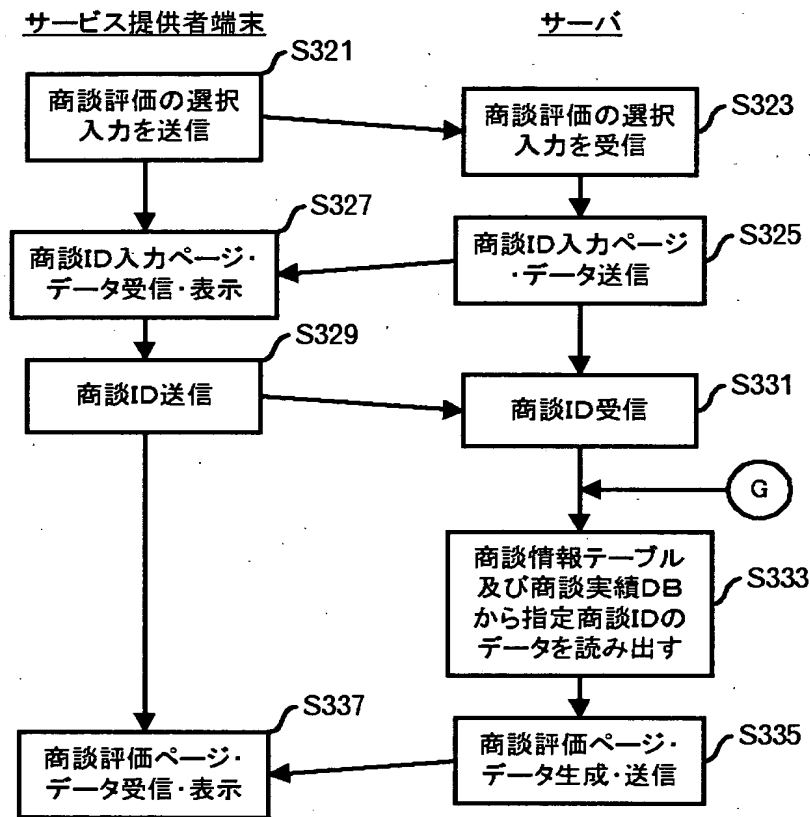 サービス提供者端末
サーバ
S321
商談評価の選択
入力を送信
S323
商談評価の選択
入力を受信
S327
商談ID入力ページ・
データ受信・表示
S325
商談ID入力ページ
・データ送信
S329
商談ID送信
S331
商談ID受信
G
S333
商談情報テーブル
及び商談実績DB
から指定商談IDの
データを読み出す
S337
商談評価ページ・
データ受信・表示
S335
商談評価ページ・
データ生成・送信